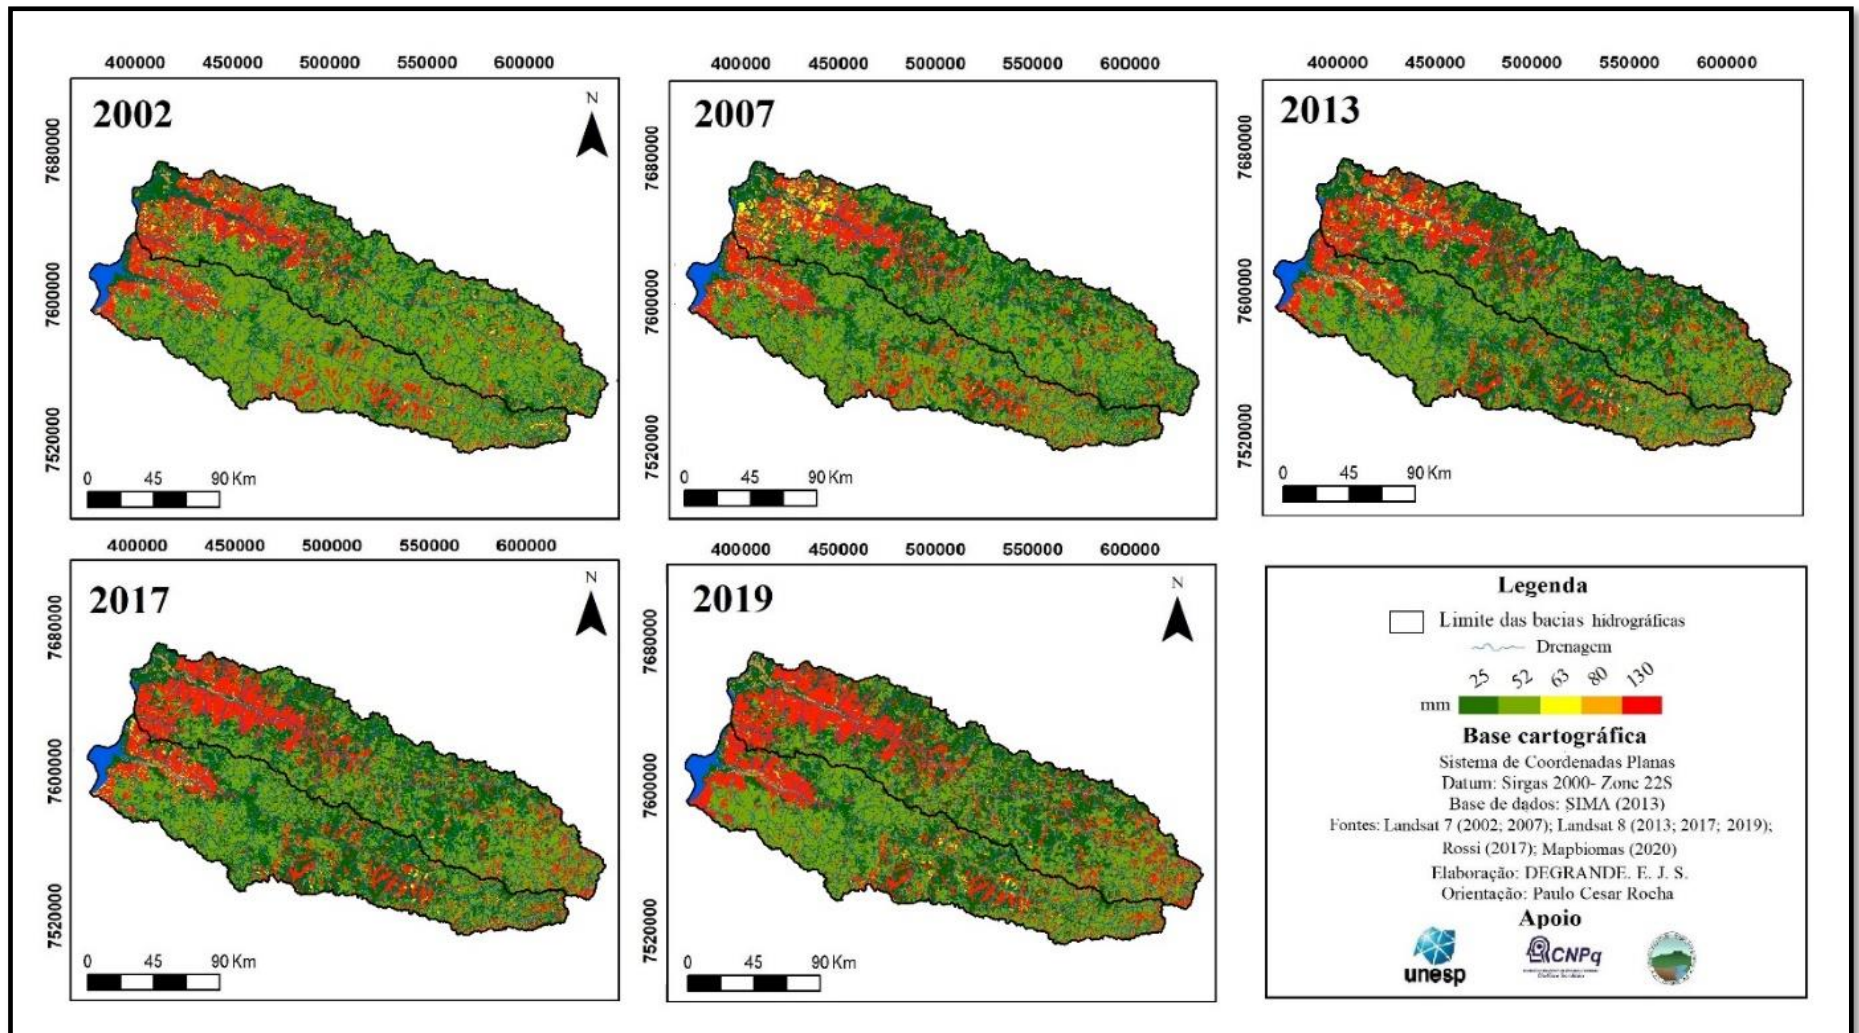 400000 450000 500000 550000 600000
2002
N
7680000
7600000
7520000
0 45 90 Km
400000 450000 500000 550000 600000
2007
7680000
7600000
7520000
0 45 90 Km
400000 450000 500000 550000 600000
2013
7680000
7600000
7520000
0 45 90 Km
400000 450000 500000 550000 600000
2017
N
7680000
7600000
7520000
0 45 90 Km
400000 450000 500000 550000 600000
2019
N
7680000
7600000
7520000
0 45 90 Km
Legenda
Limite das bacias hidrográficas
Drenagem
25 52 63 80 130
mm
Base cartográfica
Sistema de Coordenadas Planas
Datum: Sirgas 2000- Zone 22S
Base de dados: SIMA (2013)
Fontes: Landsat 7 (2002; 2007); Landsat 8 (2013; 2017; 2019);
Rossi (2017); Mapbiomas (2020)
Elaboração: DEGRANDE. E. J. S.
Orientação: Paulo Cesar Rocha
Apoio
unesp
CNPq